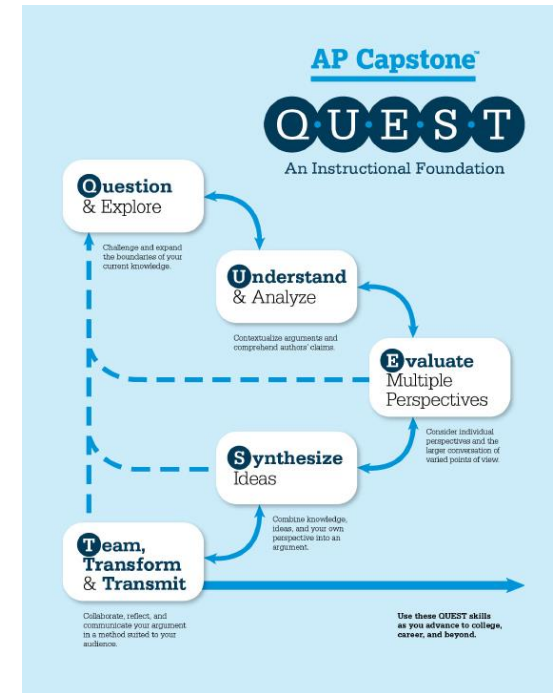 AP Capstone™
Q·U·E·S·T
An Instructional Foundation
Question
& Explore
Challenge and expand
the boundaries of your
current knowledge.
Understand
& Analyze
Contextualize arguments and
comprehend authors' claims.
Evaluate
Multiple
Perspectives
Consider individual
perspectives and the
larger conversation of
varied points of view.
Synthesize
Ideas
Combine knowledge,
ideas, and your own
perspective into an
argument.
Team,
Transform
& Transmit
Collaborate, reflect, and
communicate your argument
in a method suited to your
audience.
Use these QUEST skills
as you advance to college,
career, and beyond.